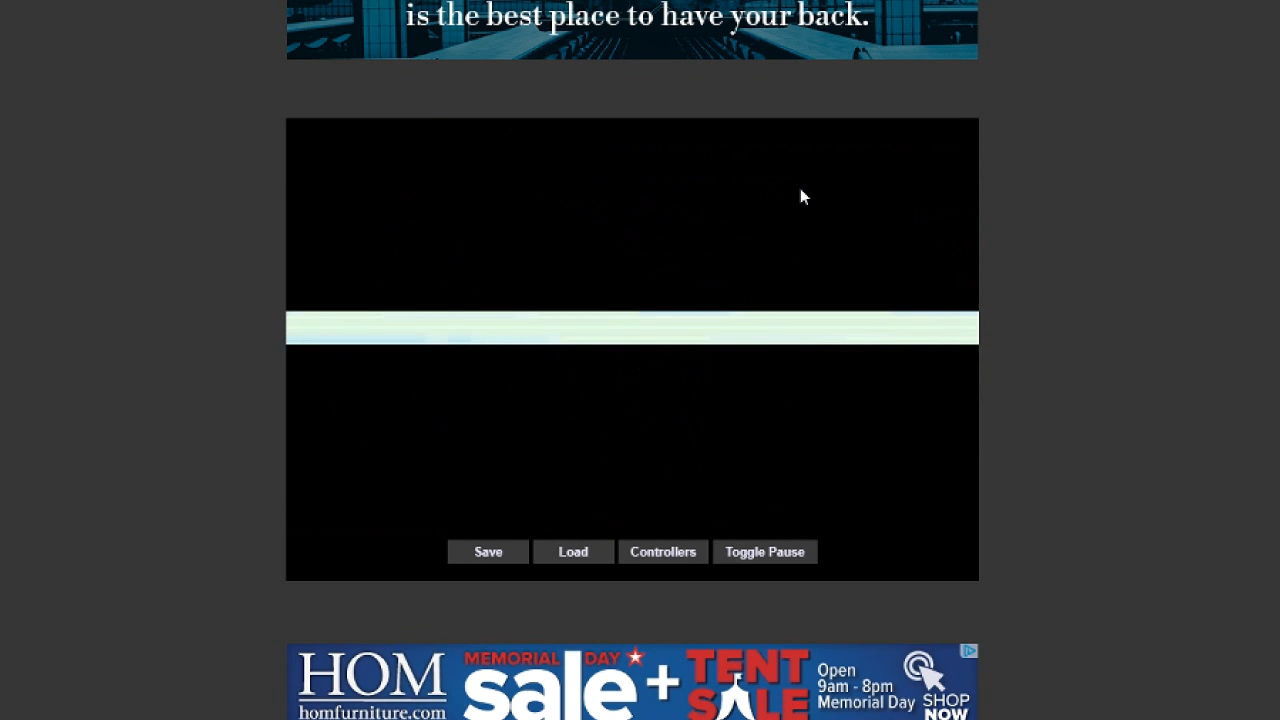 is the best place to have your back.
Save Load Controllers Toggle Pause
HOM
homfurniture.com
MEMORIAL DAY
sale +
TENT
SALE
Open
9am - 8pm
Memorial Day
SHOP
NOW